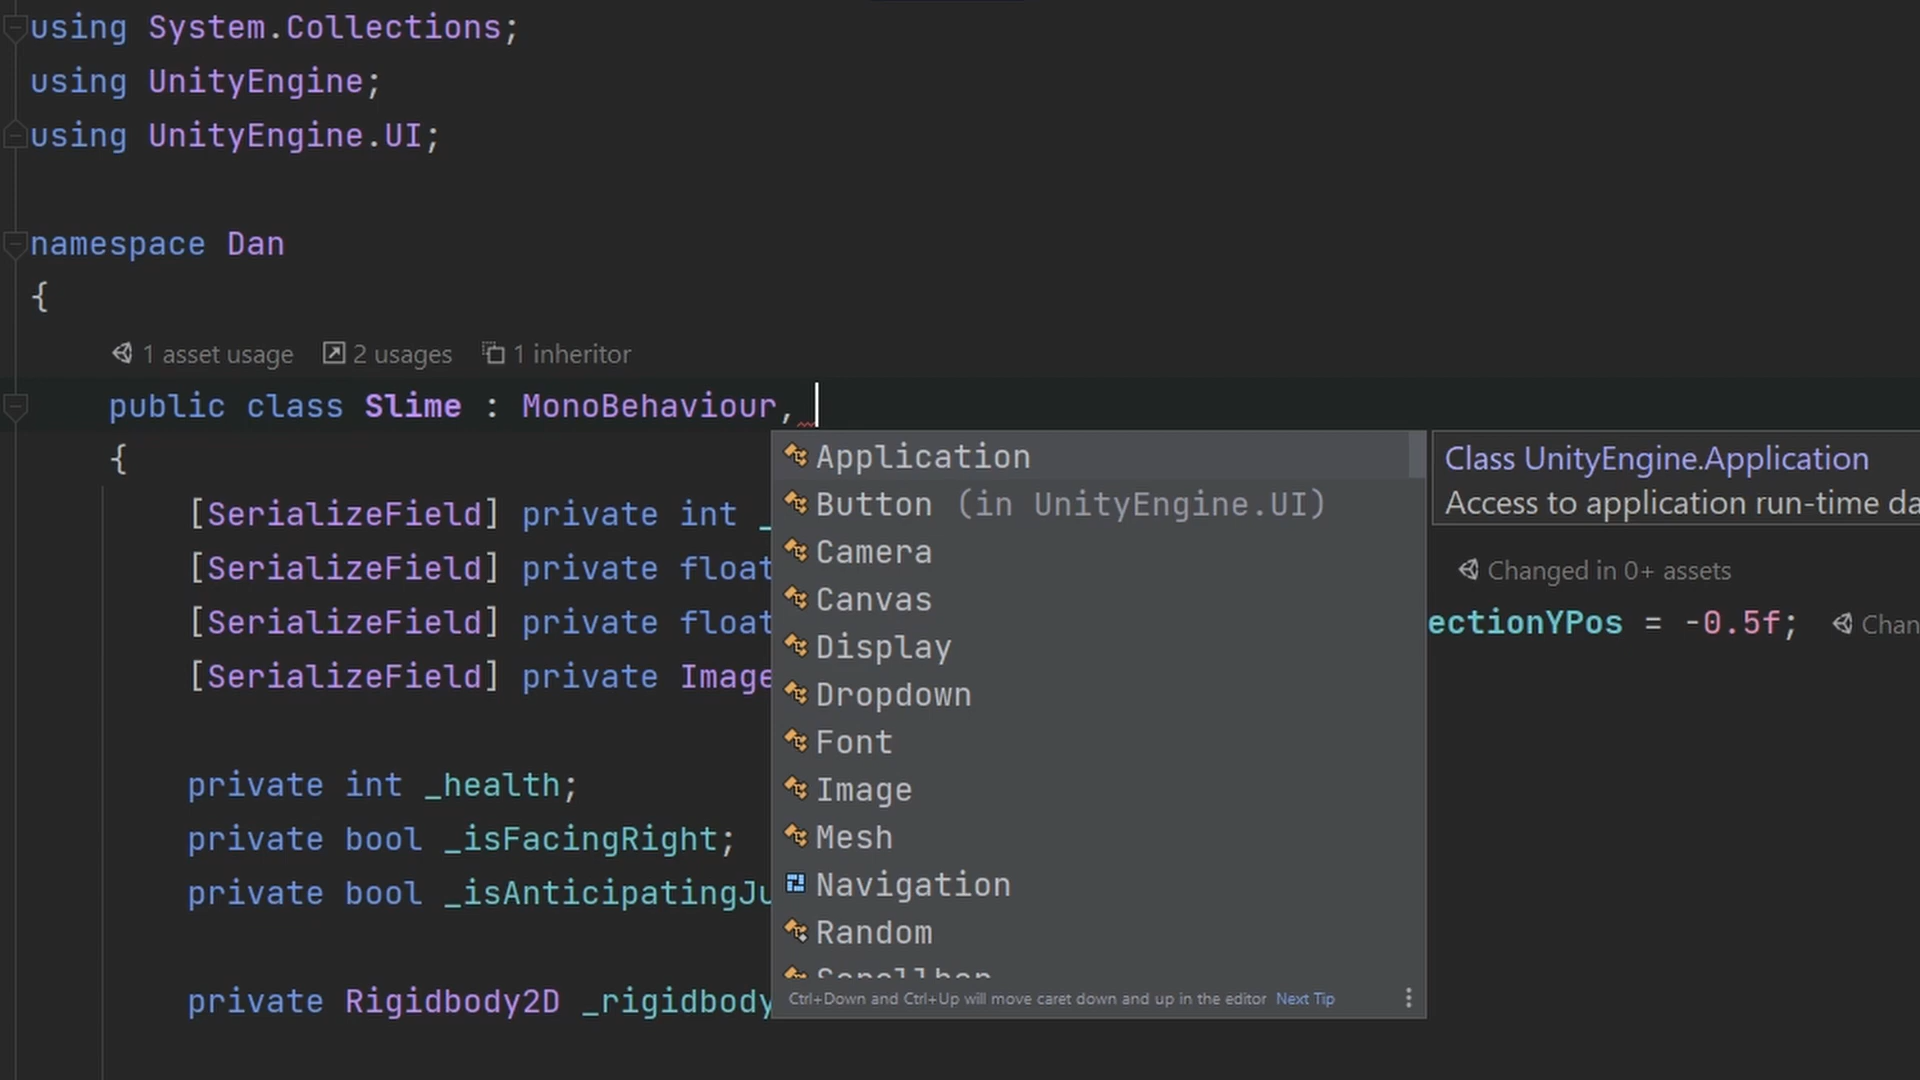 using System.Collections;
using UnityEngine;
using UnityEngine.UI;
namespace Dan
{
1 asset usage 2 usages 1 inheritor
public class Slime : MonoBehaviour,
{
[SerializeField] private int _
[SerializeField] private float
[SerializeField] private float
[SerializeField] private Image
private int _health;
private bool _isFacingRight;
private bool _isAnticipatingJu
private Rigidbody2D _rigidbody
Application
Button (in UnityEngine.UI)
Camera
Canvas
Display
Dropdown
Font
Image
Mesh
Navigation
Random
Ctrl+Down and Ctrl+Up will move caret down and up in the editor Next Tip
Class UnityEngine.Application
Access to application run-time da
Changed in 0+ assets
ectionYPos = -0.5f; Chan